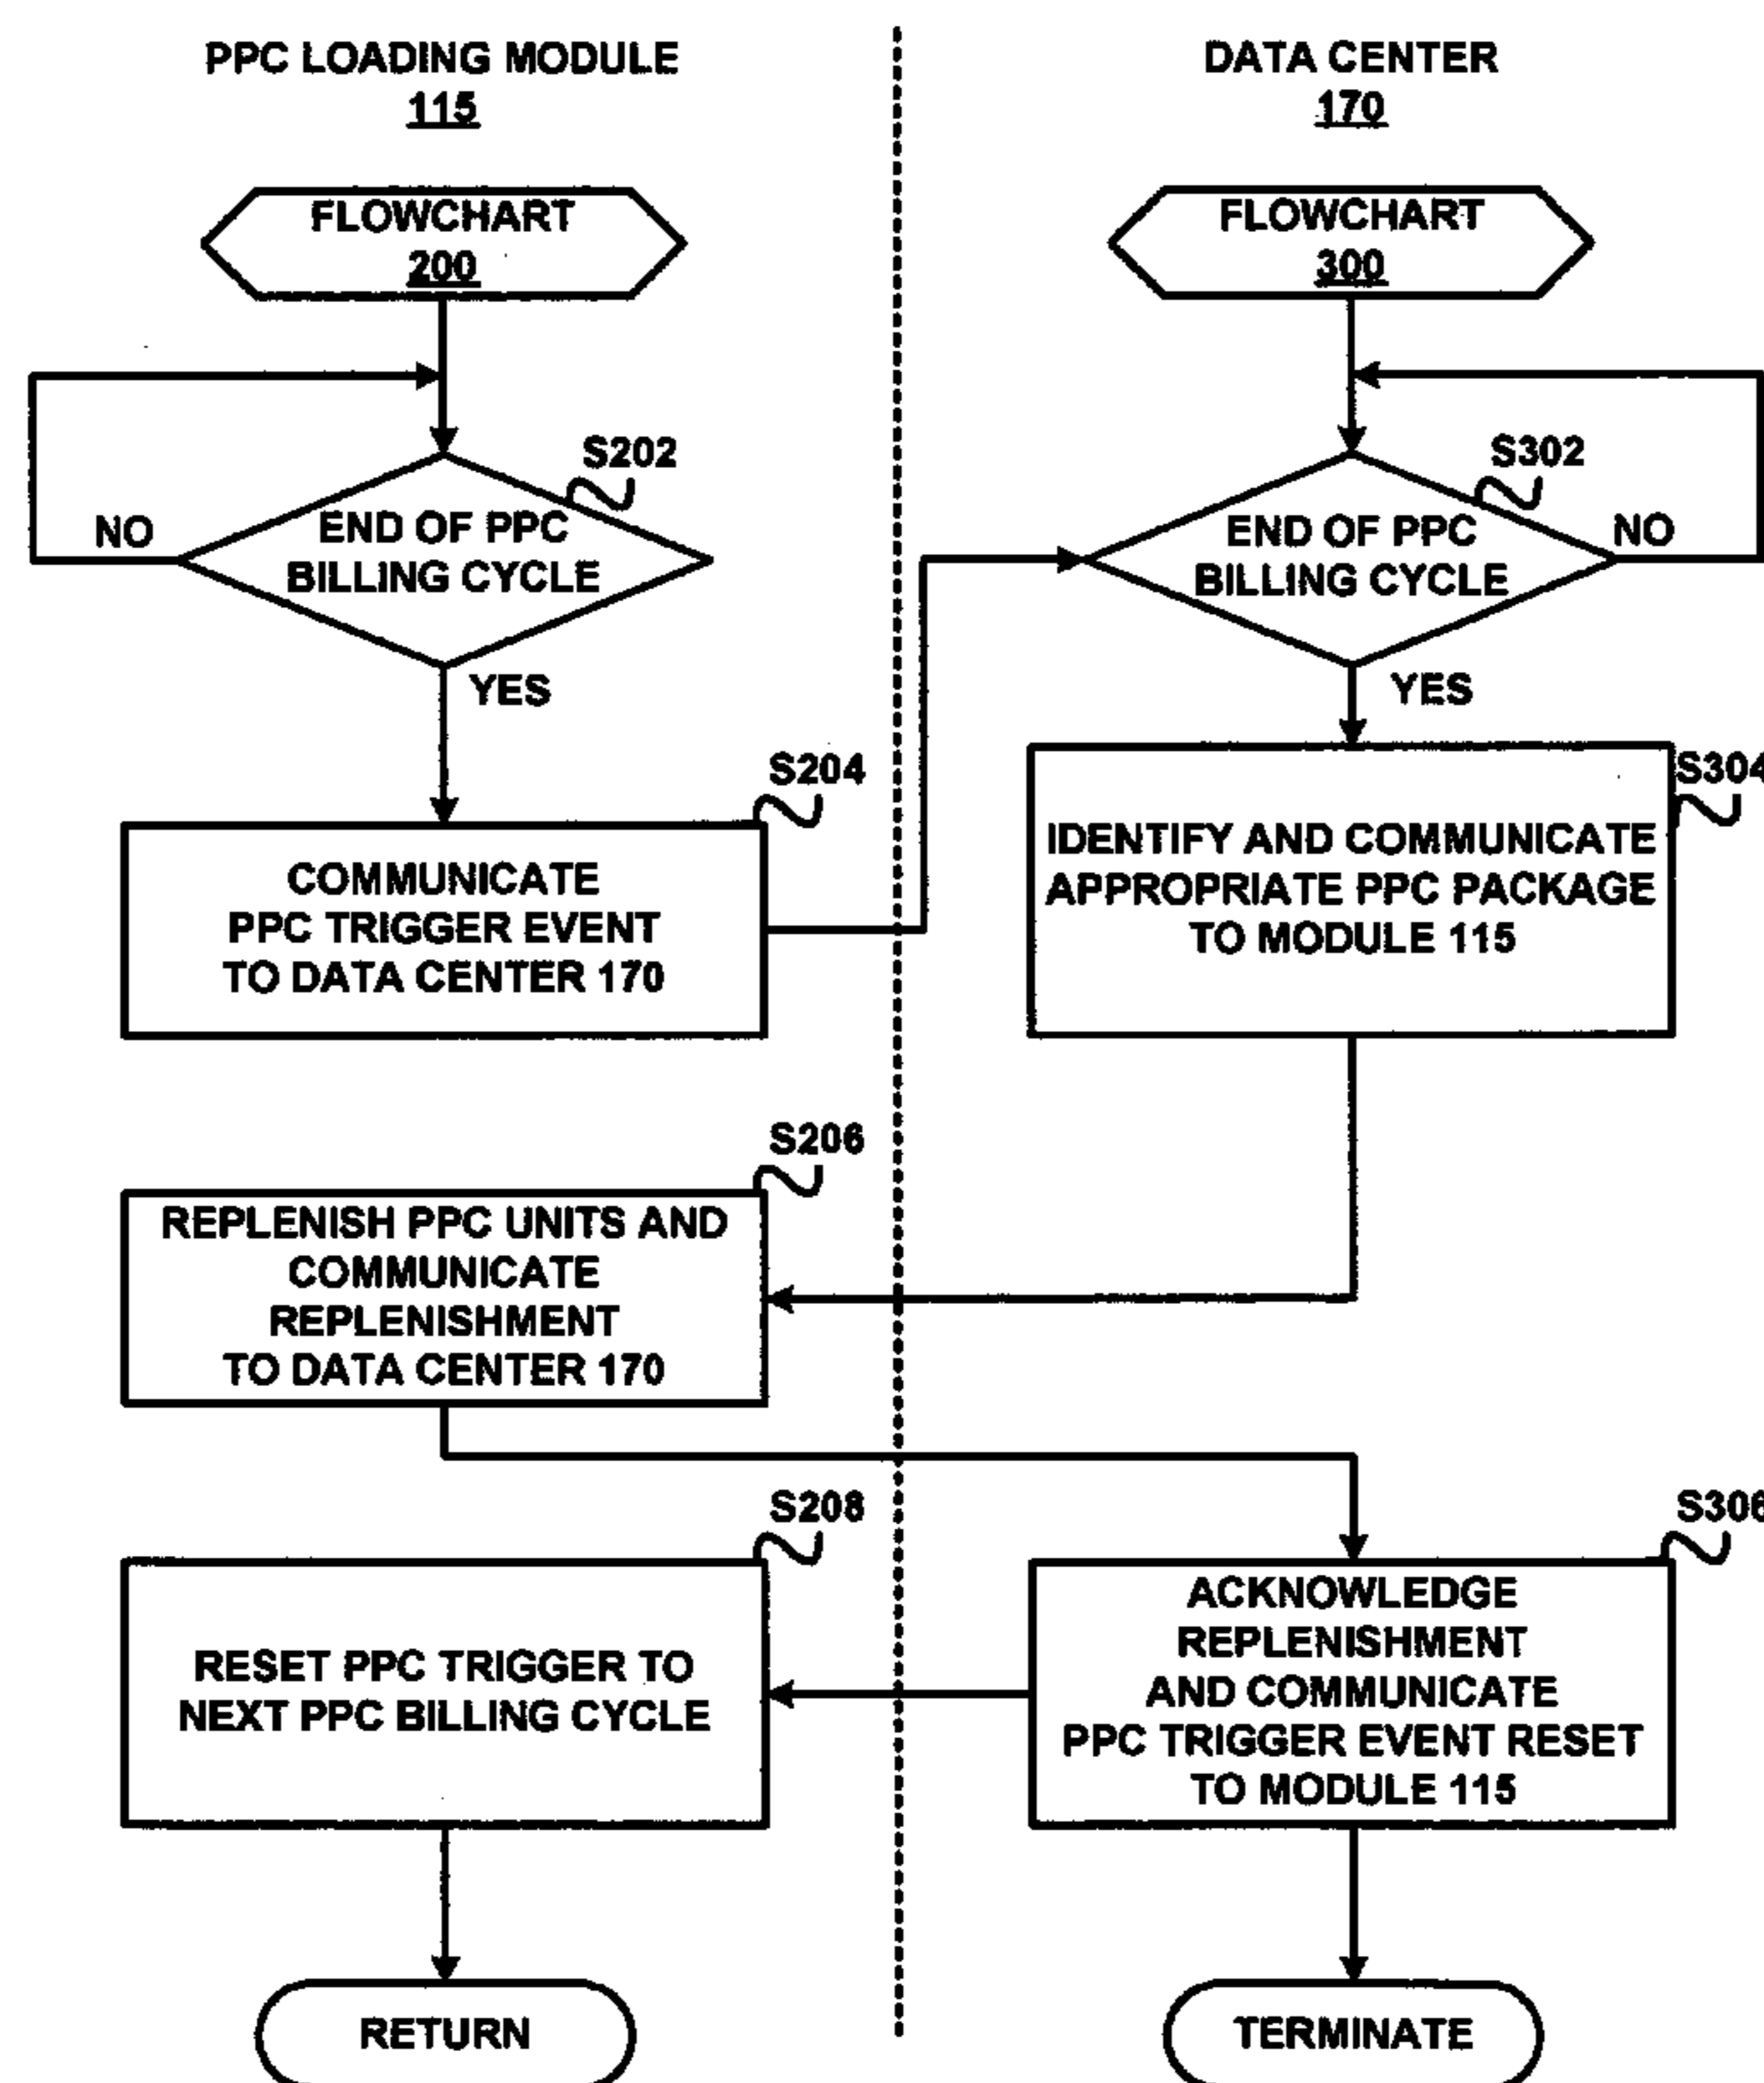 PPC LOADING MODULE
115
FLOWCHART
200
S202
NO
END OF PPC
BILLING CYCLE
YES
S204
COMMUNICATE
PPC TRIGGER EVENT
TO DATA CENTER 170
S206
REPLENISH PPC UNITS AND
COMMUNICATE
REPLENISHMENT
TO DATA CENTER 170
S208
RESET PPC TRIGGER TO
NEXT PPC BILLING CYCLE
RETURN
DATA CENTER
170
FLOWCHART
300
S302
END OF PPC
BILLING CYCLE
NO
YES
S304
IDENTIFY AND COMMUNICATE
APPROPRIATE PPC PACKAGE
TO MODULE 115
S306
ACKNOWLEDGE
REPLENISHMENT
AND COMMUNICATE
PPC TRIGGER EVENT RESET
TO MODULE 115
TERMINATE